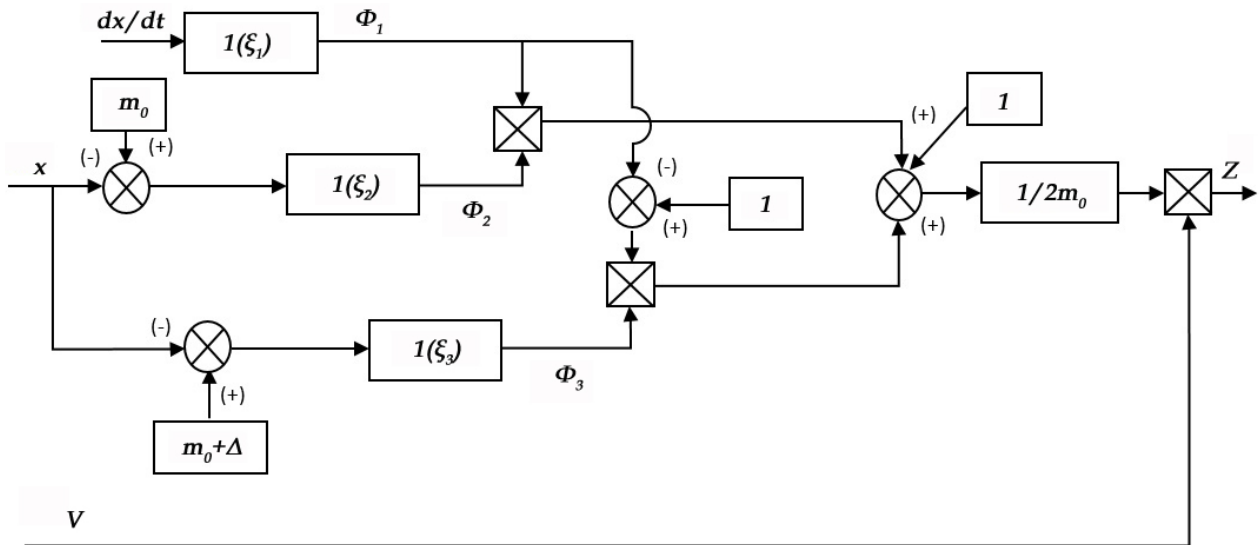 dx/dt
1(ξ₁)
Φ₁
m₀
(-)
(+)
x
1(ξ₂)
Φ₂
(-)
1
(+)
(+)
1
(+)
1/2m₀
Z
(-)
(+)
1(ξ₃)
Φ₃
m₀+Δ
V